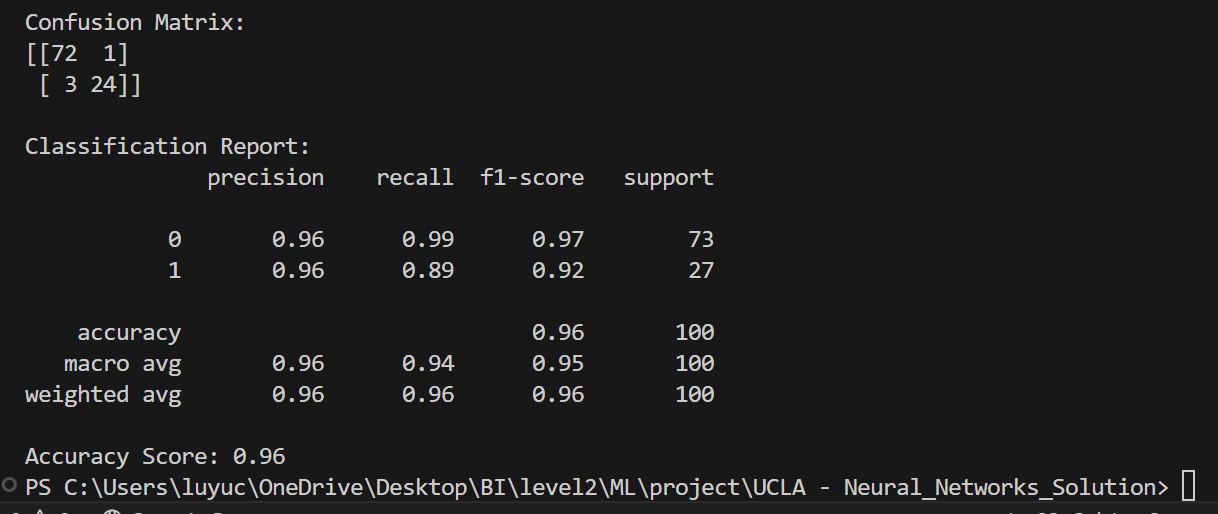 Confusion Matrix:
[[72  1]
 [ 3 24]]
Classification Report:
              precision    recall  f1-score   support
           0       0.96      0.99      0.97        73
           1       0.96      0.89      0.92        27
    accuracy                           0.96       100
   macro avg       0.96      0.94      0.95       100
weighted avg       0.96      0.96      0.96       100
Accuracy Score: 0.96
PS C:\Users\luyuc\OneDrive\Desktop\BI\level2\ML\project\UCLA - Neural_Networks_Solution>